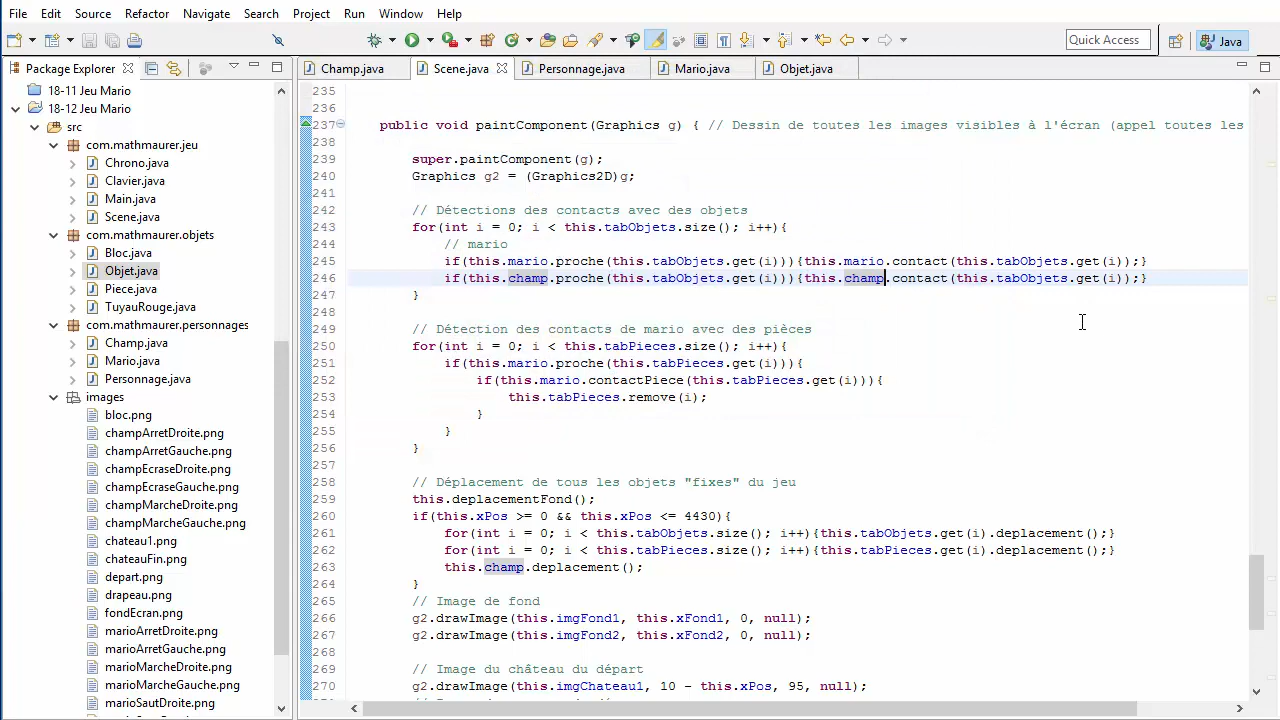 File Edit Source Refactor Navigate Search Project Run Window Help
Quick Access
Java
Package Explorer
Champ.java Scene.java Personnage.java Mario.java Objet.java
18-11 Jeu Mario
18-12 Jeu Mario
src
com.mathmaurer.jeu
Chrono.java
Clavier.java
Main.java
Scene.java
com.mathmaurer.objets
Bloc.java
Objet.java
Piece.java
TuyauRouge.java
com.mathmaurer.personnages
Champ.java
Mario.java
Personnage.java
images
bloc.png
champArretDroite.png
champArretGauche.png
champEcraseDroite.png
champEcraseGauche.png
champMarcheDroite.png
champMarcheGauche.png
chateau1.png
chateauFin.png
depart.png
drapeau.png
fondEcran.png
marioArretDroite.png
marioArretGauche.png
marioMarcheDroite.png
marioMarcheGauche.png
marioSautDroite.png
235
236
237 public void paintComponent(Graphics g) { // Dessin de toutes les images visibles à l'écran (appel toutes les
238
239 super.paintComponent(g);
240 Graphics g2 = (Graphics2D)g;
241
242 // Détections des contacts avec des objets
243 for(int i = 0; i < this.tabObjets.size(); i++){
244 // mario
245 if(this.mario.proche(this.tabObjets.get(i))){this.mario.contact(this.tabObjets.get(i));}
246 if(this.champ.proche(this.tabObjets.get(i))){this.champ.contact(this.tabObjets.get(i));}
247 }
248
249 // Détection des contacts de mario avec des pièces
250 for(int i = 0; i < this.tabPieces.size(); i++){
251 if(this.mario.proche(this.tabPieces.get(i))){
252 if(this.mario.contactPiece(this.tabPieces.get(i))){
253 this.tabPieces.remove(i);
254 }
255 }
256 }
257
258 // Déplacement de tous les objets "fixes" du jeu
259 this.deplacementFond();
260 if(this.xPos >= 0 && this.xPos <= 4430){
261 for(int i = 0; i < this.tabObjets.size(); i++){this.tabObjets.get(i).deplacement();}
262 for(int i = 0; i < this.tabPieces.size(); i++){this.tabPieces.get(i).deplacement();}
263 this.champ.deplacement();
264 }
265 // Image de fond
266 g2.drawImage(this.imgFond1, this.xFond1, 0, null);
267 g2.drawImage(this.imgFond2, this.xFond2, 0, null);
268
269 // Image du château du départ
270 g2.drawImage(this.imgChateau1, 10 - this.xPos, 95, null);